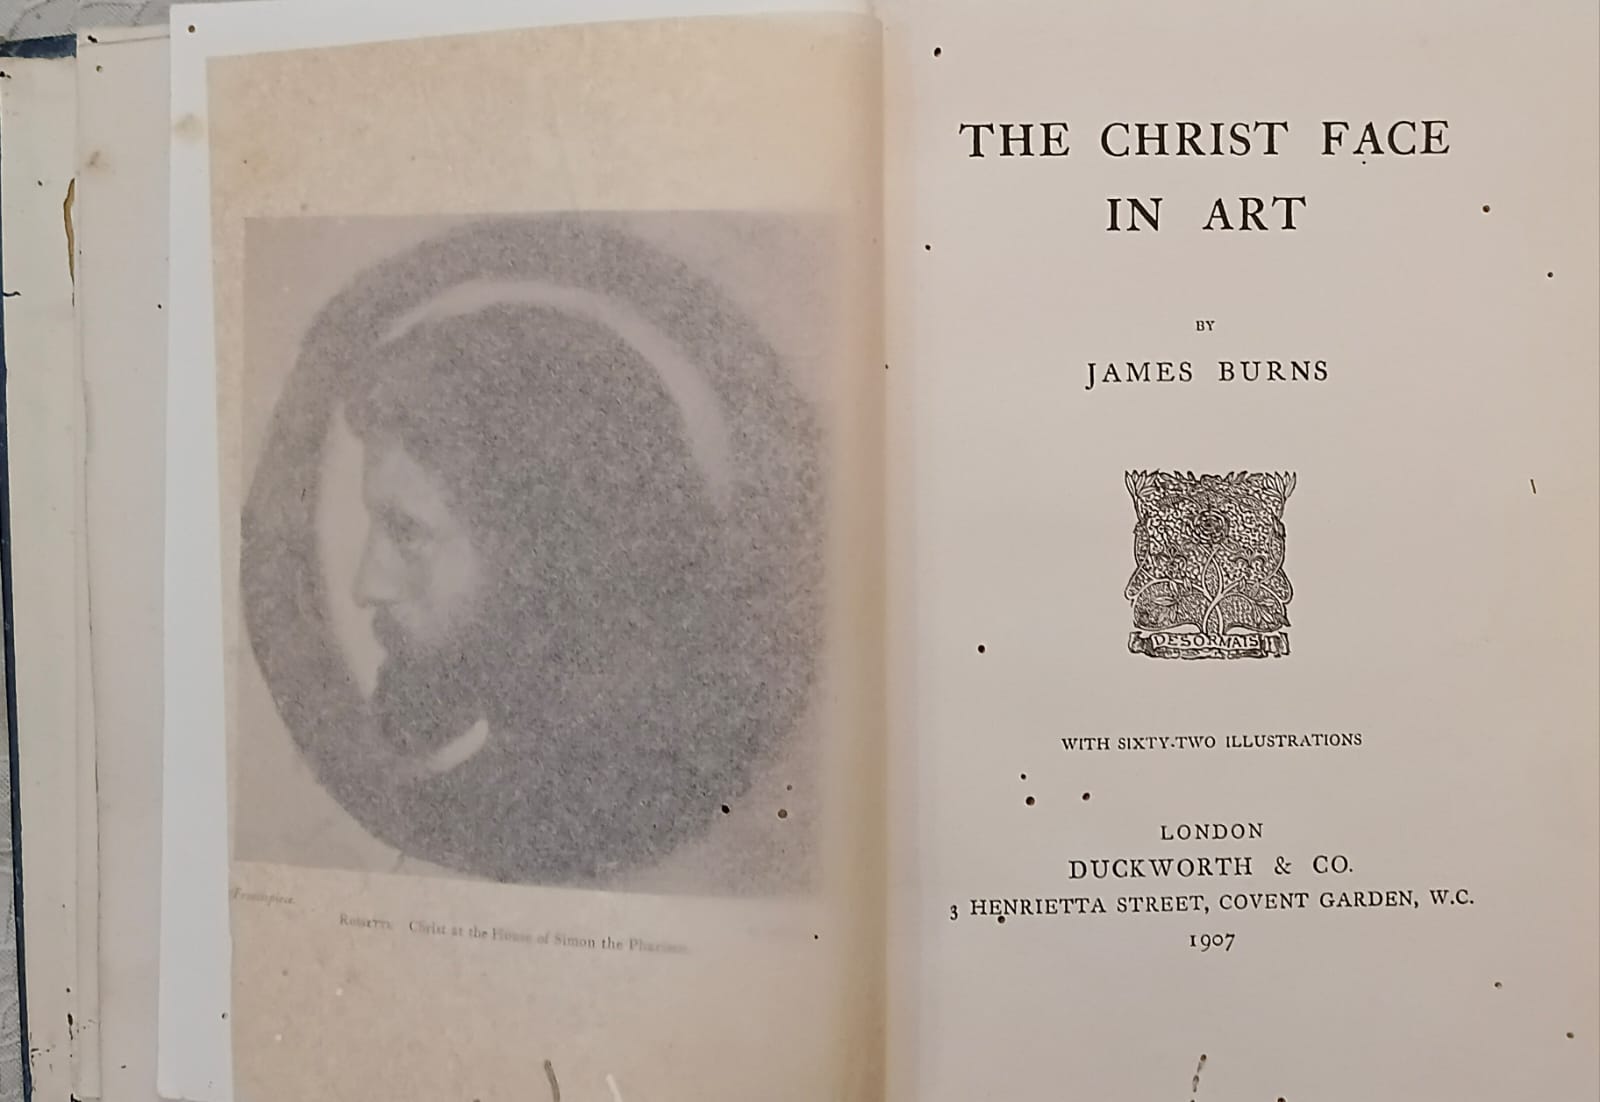 Frontispiece.
ROSSETTI Christ at the House of Simon the Pharisee
THE CHRIST FACE
IN ART
BY
JAMES BURNS
DESORMAIS
WITH SIXTY-TWO ILLUSTRATIONS
LONDON
DUCKWORTH & CO.
3 HENRIETTA STREET, COVENT GARDEN, W.C.
1907